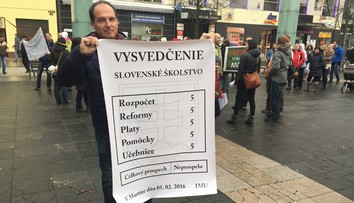 VYSVEDČENIE
SLOVENSKÉ ŠKOLSTVO
Rozpočet 5
Reformy 5
Platy 5
Pomôcky 5
Učebnice 5
Celkový prospech Neprospelo
V Martine dňa 01. 02. 2016 IMU